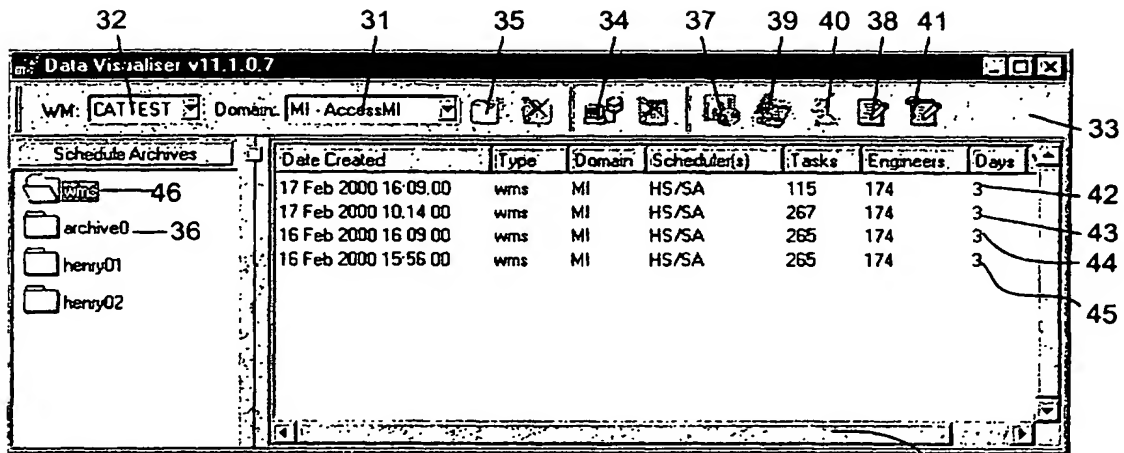 32 31 35 34 37 39 40 38 41
Data Visualiser v11.1.0.7
WM: CATTEST Domain: MI - AccessMI
33
Schedule Archives
Date Created Type Domain Scheduler(s) Tasks Engineers Days
wms 46
17 Feb 2000 16:09.00 wms MI HS/SA 115 174 3 42
archive0 36
17 Feb 2000 10.14 00 wms MI HS/SA 267 174 3 43
16 Feb 2000 16 09 00 wms MI HS/SA 265 174 3 44
henry01
16 Feb 2000 15·56 00 wms MI HS/SA 265 174 3 45
henry02